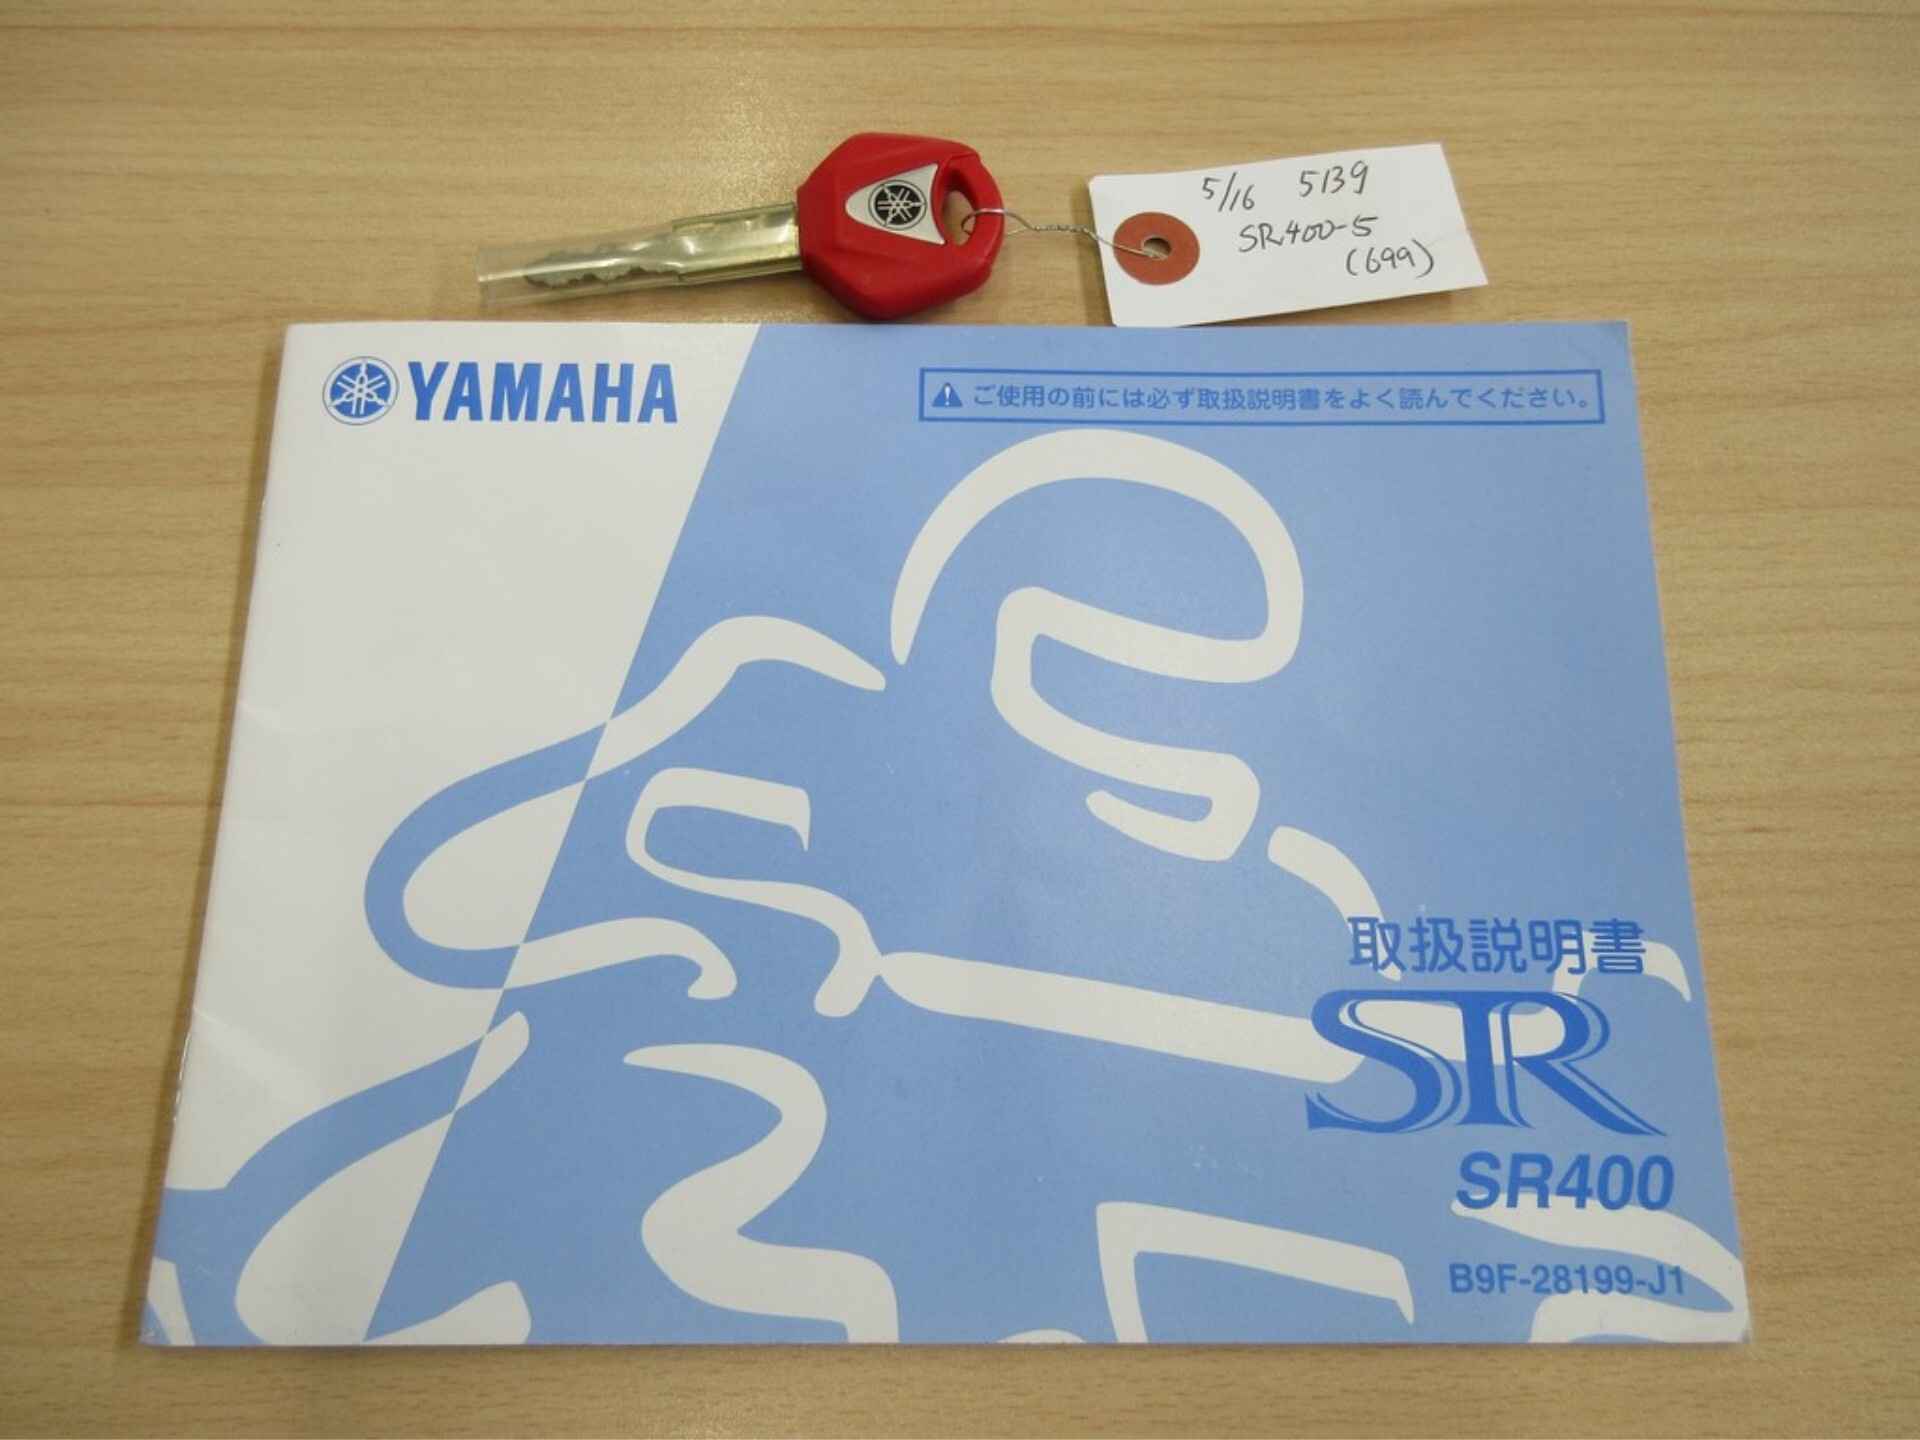 5/16 5139
SR400-5
(699)
YAMAHA
ご使用の前には必ず取扱説明書をよく読んでください。
取扱説明書
SR
SR400
B9F-28199-J1